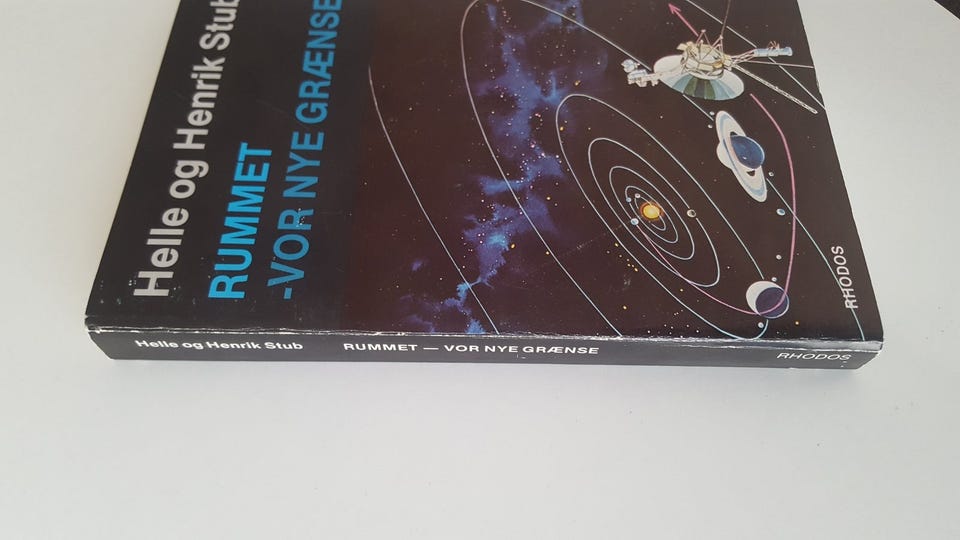 Helle og Henrik Stub
RUMMET
-VOR NYE GRÆNSE
RHODOS
Helle og Henrik Stub RUMMET — VOR NYE GRÆNSE RHODOS